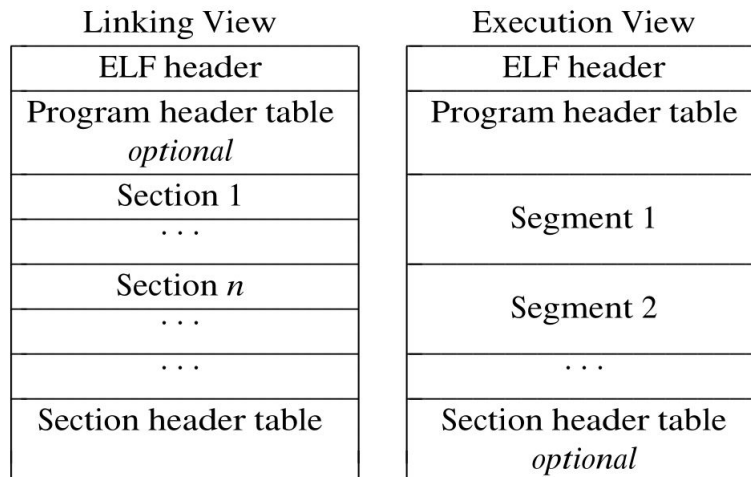 Linking View
ELF header
Program header table
optional
Section 1
. . .
Section n
. . .
. . .
Section header table
Execution View
ELF header
Program header table
Segment 1
Segment 2
. . .
Section header table
optional